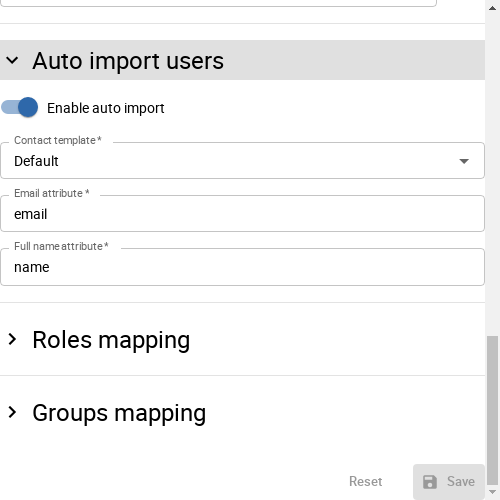 Auto import users
Enable auto import
Contact template *
Default
Email attribute *
email
Full name attribute *
name
Roles mapping
Groups mapping
Reset
Save